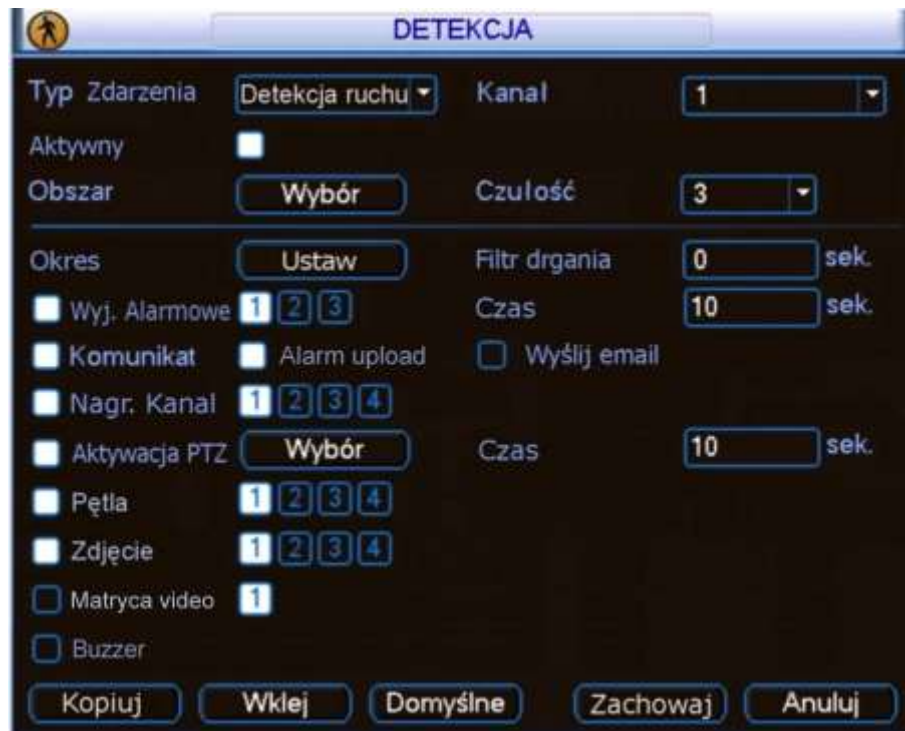 DETEKCJA
Typ Zdarzenia Detekcja ruchu Kanał 1
Aktywny
Obszar Wybór Czułość 3
Okres Ustaw Filtr drgania 0 sek.
Wyj. Alarmowe 1 2 3 Czas 10 sek.
Komunikat Alarm upload Wyślij email
Nagr. Kanał 1 2 3 4
Aktywacja PTZ Wybór Czas 10 sek.
Pętla 1 2 3 4
Zdjęcie 1 2 3 4
Matryca video 1
Buzzer
Kopiuj Wklej Domyślne Zachowaj Anuluj